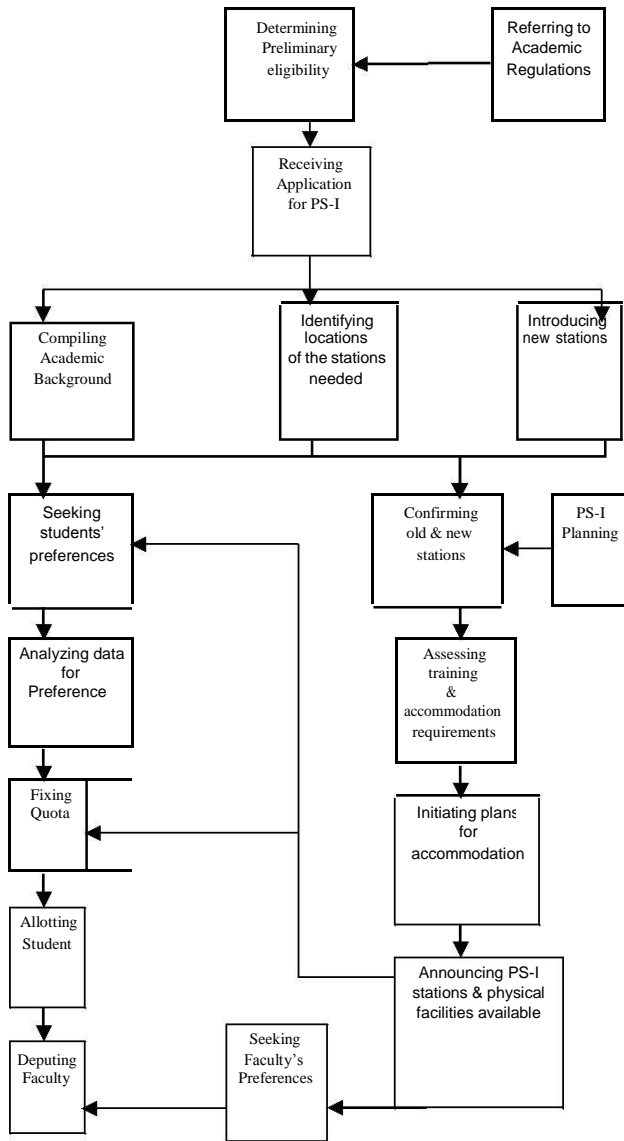 Determining
Preliminary
eligibility
Referring to
Academic
Regulations
Receiving
Application
for PS-I
Compiling
Academic
Background
Identifying
locations
of the stations
needed
Introducing
new stations
Seeking
students’
preferences
Confirming
old & new
stations
PS-I
Planning
Analyzing data
for
Preference
Assessing
training
&
accommodation
requirements
Fixing
Quota
Initiating plans
for
accommodation
Allotting
Student
Announcing PS-I
stations & physical
facilities available
Deputing
Faculty
Seeking
Faculty’s
Preferences